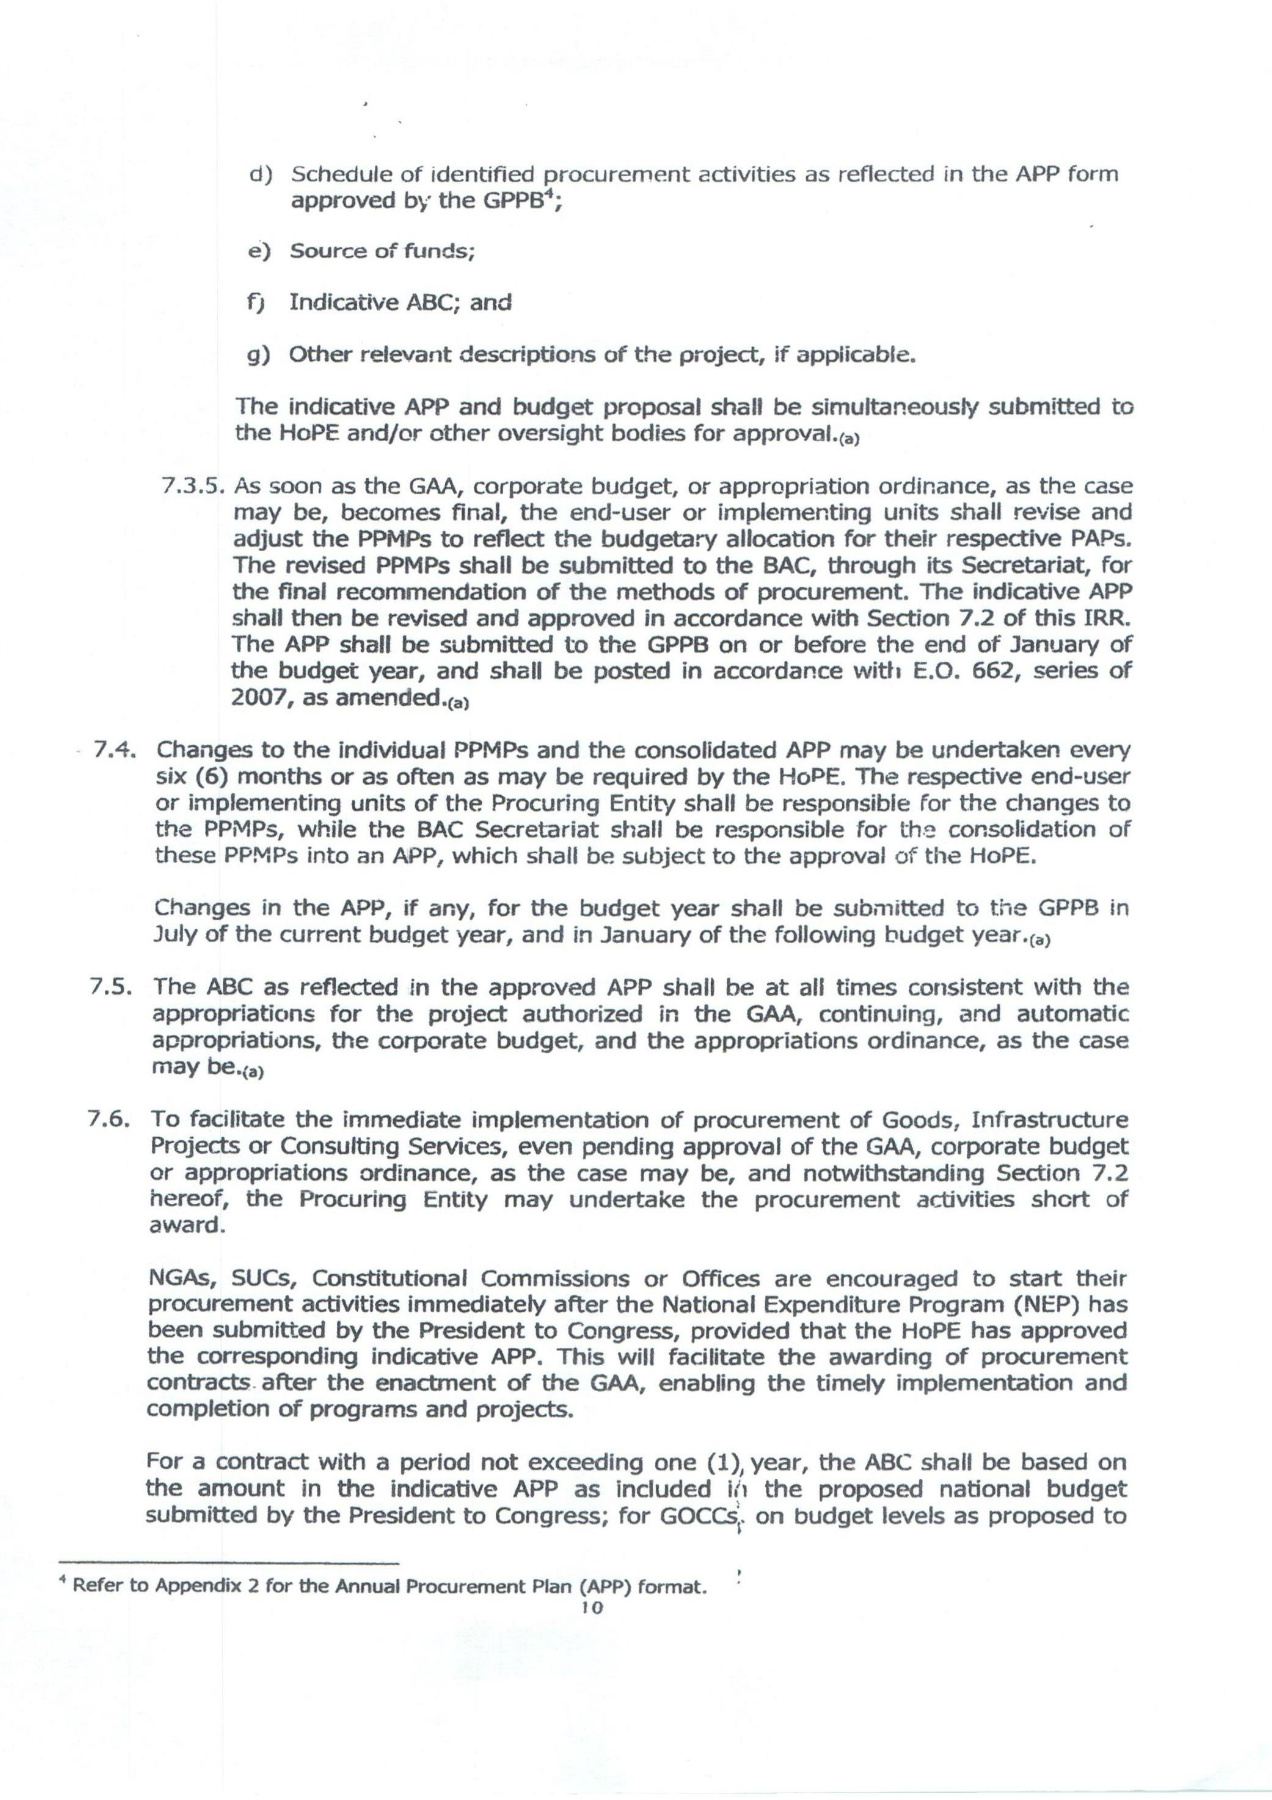 d) Schedule of identified procurement activities as reflected in the APP form
approved by the GPPB⁴;
e) Source of funds;
f) Indicative ABC; and
g) Other relevant descriptions of the project, if applicable.
The indicative APP and budget proposal shall be simultaneously submitted to
the HoPE and/or other oversight bodies for approval.(a)
7.3.5. As soon as the GAA, corporate budget, or appropriation ordinance, as the case
may be, becomes final, the end-user or implementing units shall revise and
adjust the PPMPs to reflect the budgetary allocation for their respective PAPs.
The revised PPMPs shall be submitted to the BAC, through its Secretariat, for
the final recommendation of the methods of procurement. The indicative APP
shall then be revised and approved in accordance with Section 7.2 of this IRR.
The APP shall be submitted to the GPPB on or before the end of January of
the budget year, and shall be posted in accordance with E.O. 662, series of
2007, as amended.(a)
7.4. Changes to the individual PPMPs and the consolidated APP may be undertaken every
six (6) months or as often as may be required by the HoPE. The respective end-user
or implementing units of the Procuring Entity shall be responsible for the changes to
the PPMPs, while the BAC Secretariat shall be responsible for the consolidation of
these PPMPs into an APP, which shall be subject to the approval of the HoPE.
Changes in the APP, if any, for the budget year shall be submitted to the GPPB in
July of the current budget year, and in January of the following budget year.(a)
7.5. The ABC as reflected in the approved APP shall be at all times consistent with the
appropriations for the project authorized in the GAA, continuing, and automatic
appropriations, the corporate budget, and the appropriations ordinance, as the case
may be.(a)
7.6. To facilitate the immediate implementation of procurement of Goods, Infrastructure
Projects or Consulting Services, even pending approval of the GAA, corporate budget
or appropriations ordinance, as the case may be, and notwithstanding Section 7.2
hereof, the Procuring Entity may undertake the procurement activities short of
award.
NGAs, SUCs, Constitutional Commissions or Offices are encouraged to start their
procurement activities immediately after the National Expenditure Program (NEP) has
been submitted by the President to Congress, provided that the HoPE has approved
the corresponding indicative APP. This will facilitate the awarding of procurement
contracts after the enactment of the GAA, enabling the timely implementation and
completion of programs and projects.
For a contract with a period not exceeding one (1) year, the ABC shall be based on
the amount in the indicative APP as included in the proposed national budget
submitted by the President to Congress; for GOCCs, on budget levels as proposed to
⁴ Refer to Appendix 2 for the Annual Procurement Plan (APP) format.
10